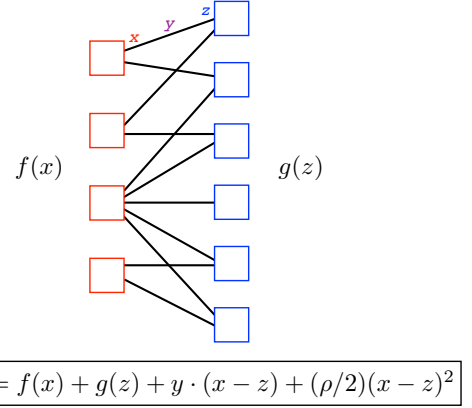 z
y
x
f(x)
g(z)
= f(x) + g(z) + y · (x − z) + (ρ/2)(x − z)²